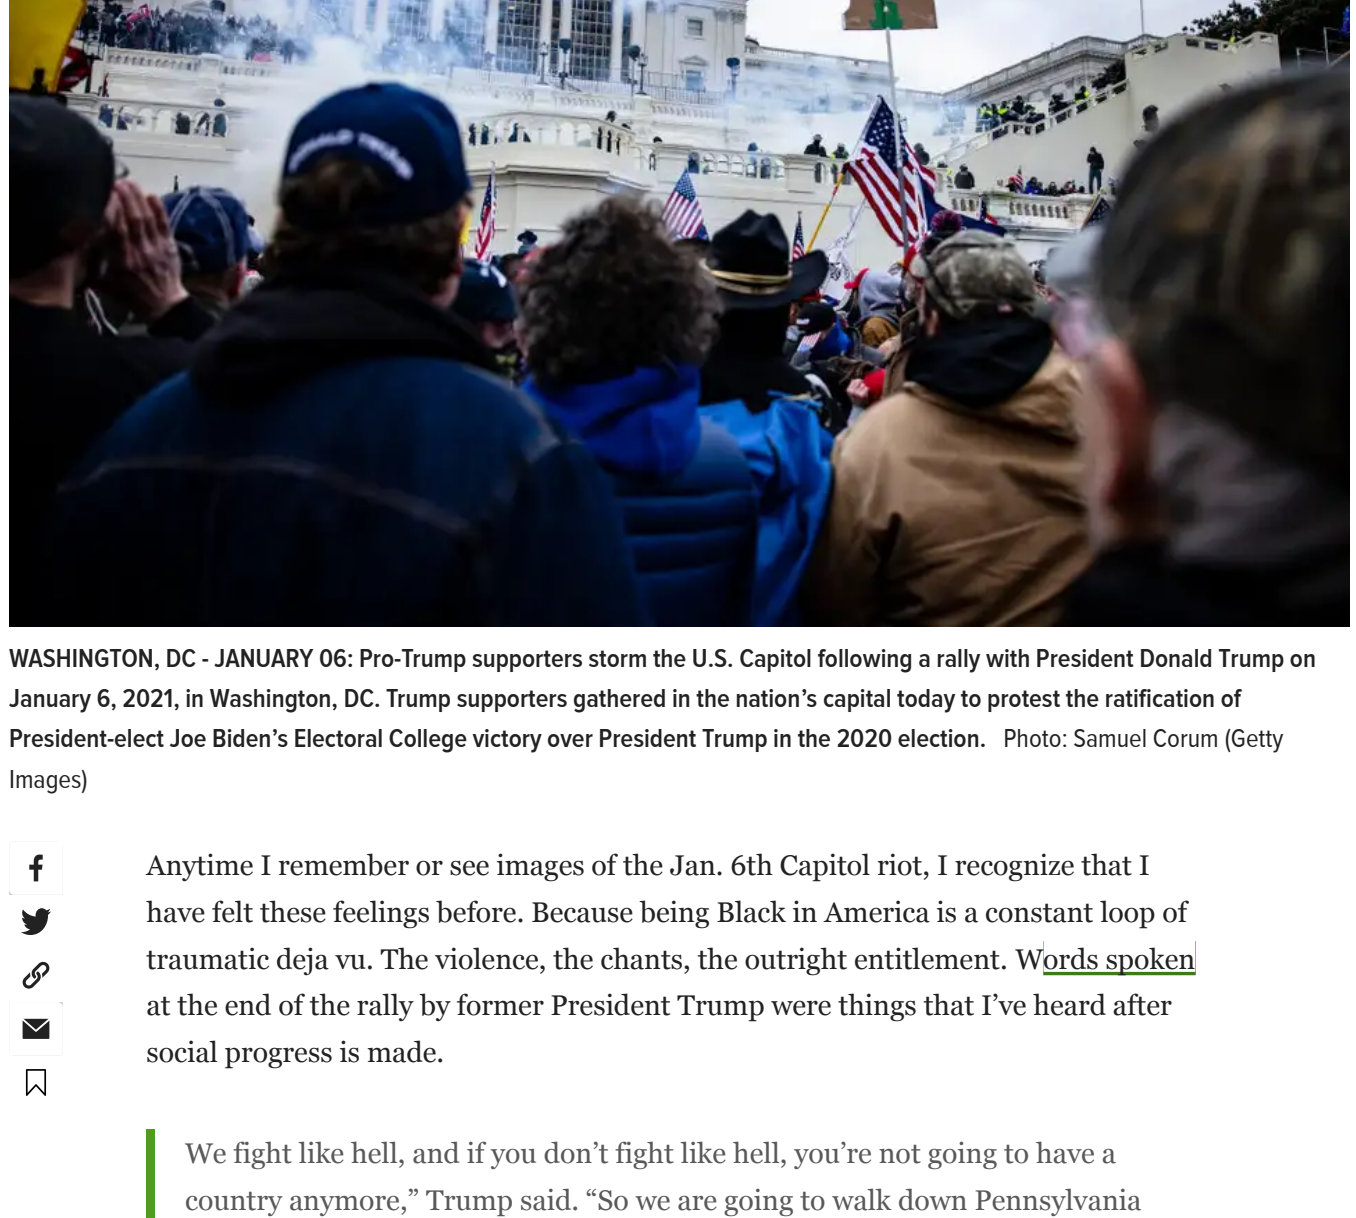 DONALD TRUMP
WASHINGTON, DC - JANUARY 06: Pro-Trump supporters storm the U.S. Capitol following a rally with President Donald Trump on
January 6, 2021, in Washington, DC. Trump supporters gathered in the nation’s capital today to protest the ratification of
President-elect Joe Biden’s Electoral College victory over President Trump in the 2020 election. Photo: Samuel Corum (Getty
Images)
Anytime I remember or see images of the Jan. 6th Capitol riot, I recognize that I
have felt these feelings before. Because being Black in America is a constant loop of
traumatic deja vu. The violence, the chants, the outright entitlement. Words spoken
at the end of the rally by former President Trump were things that I’ve heard after
social progress is made.
We fight like hell, and if you don’t fight like hell, you’re not going to have a
country anymore,” Trump said. “So we are going to walk down Pennsylvania